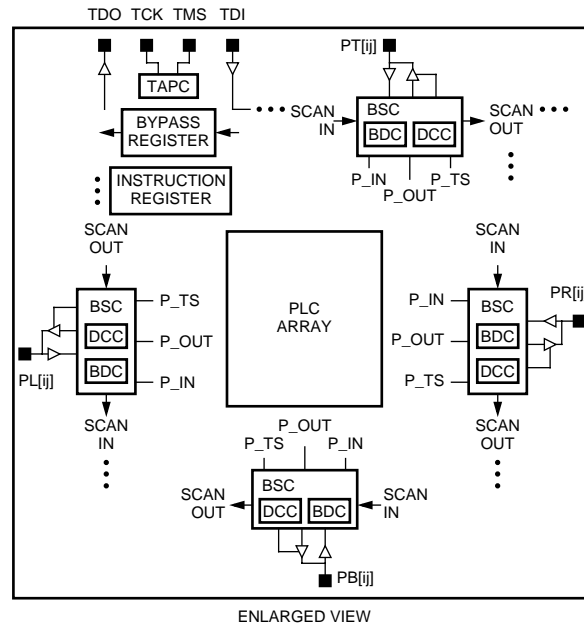 TDO TCK TMS TDI
PT[ij]
TAPC
BYPASS
REGISTER
SCAN
IN
BSC
BDC DCC
SCAN
OUT
P_IN
P_OUT
P_TS
INSTRUCTION
REGISTER
SCAN
OUT
BSC
DCC
BDC
P_TS
P_OUT
P_IN
PL[ij]
SCAN
IN
PLC
ARRAY
SCAN
IN
P_IN
P_OUT
P_TS
BSC
BDC
DCC
PR[ij]
SCAN
OUT
P_OUT
P_TS P_IN
BSC
DCC BDC
SCAN
OUT
SCAN
IN
PB[ij]
ENLARGED VIEW